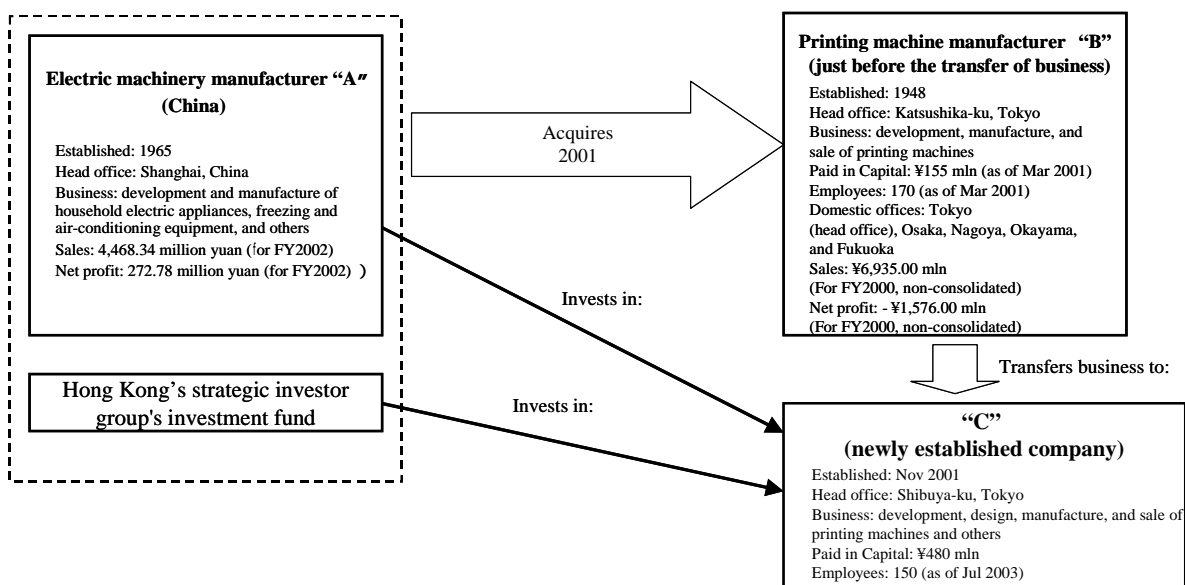 Electric machinery manufacturer “A”
(China)
Established: 1965
Head office: Shanghai, China
Business: development and manufacture of
household electric appliances, freezing and
air-conditioning equipment, and others
Sales: 4,468.34 million yuan (for FY2002)
Net profit: 272.78 million yuan (for FY2002) )
Hong Kong’s strategic investor
group's investment fund
Acquires
2001
Invests in:
Invests in:
Printing machine manufacturer “B”
(just before the transfer of business)
Established: 1948
Head office: Katsushika-ku, Tokyo
Business: development, manufacture, and
sale of printing machines
Paid in Capital: ¥155 mln (as of Mar 2001)
Employees: 170 (as of Mar 2001)
Domestic offices: Tokyo
(head office), Osaka, Nagoya, Okayama,
and Fukuoka
Sales: ¥6,935.00 mln
(For FY2000, non-consolidated)
Net profit: - ¥1,576.00 mln
(For FY2000, non-consolidated)
Transfers business to:
“C”
(newly established company)
Established: Nov 2001
Head office: Shibuya-ku, Tokyo
Business: development, design, manufacture, and sale of
printing machines and others
Paid in Capital: ¥480 mln
Employees: 150 (as of Jul 2003)